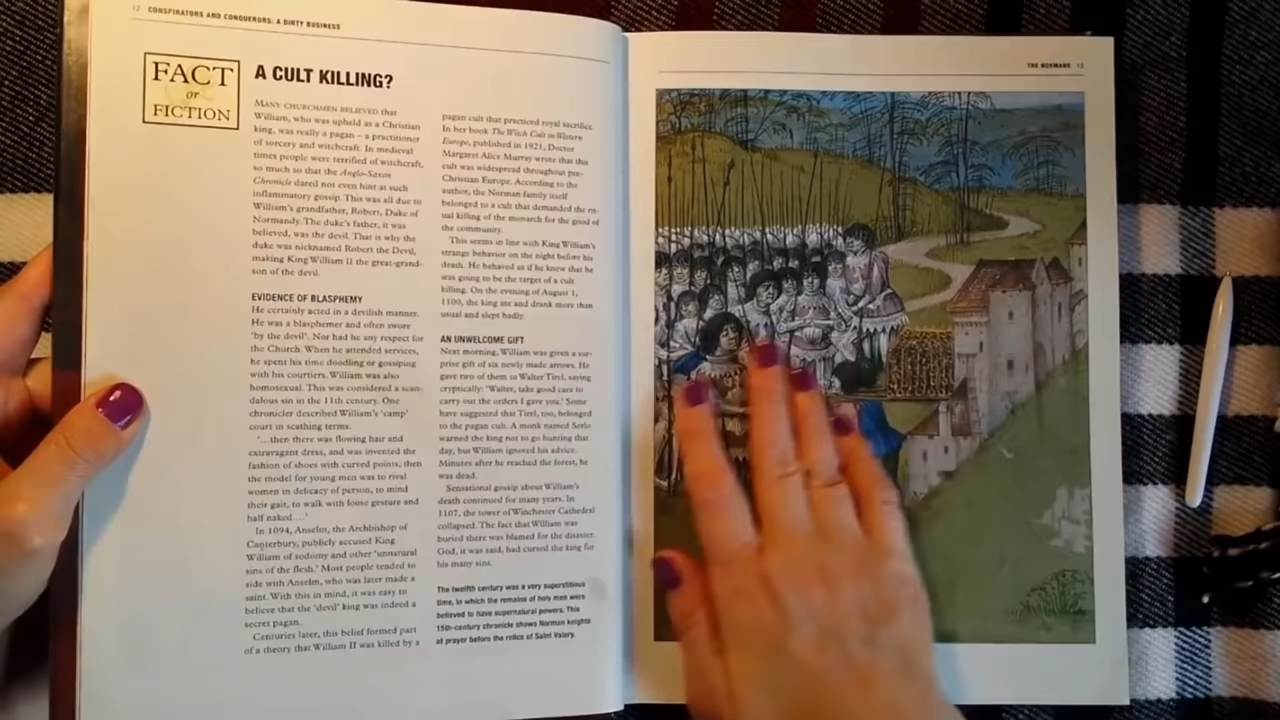 12 CONSPIRATORS AND CONQUERORS: A DIRTY BUSINESS
FACT
or
FICTION
A CULT KILLING?
MANY CHURCHMEN BELIEVED that
William, who was upheld as a Christian
king, was really a pagan – a practitioner
of sorcery and witchcraft. In medieval
times people were terrified of witchcraft,
so much so that the Anglo-Saxon
Chronicle dared not even hint at such
inflammatory gossip. This was all due to
William's grandfather, Robert, Duke of
Normandy. The duke's father, it was
believed, was the devil. That is why the
duke was nicknamed Robert the Devil,
making King William II the great-grand-
son of the devil.
EVIDENCE OF BLASPHEMY
He certainly acted in a devilish manner.
He was a blasphemer and often swore
'by the devil'. Nor had he any respect for
the Church. When he attended services,
he spent his time doodling or gossiping
with his courtiers. William was also
homosexual. This was considered a scan-
dalous sin in the 11th century. One
chronicler described William's 'camp'
court in scathing terms:
'…then there was flowing hair and
extravagant dress, and was invented the
fashion of shoes with curved points; then
the model for young men was to rival
women in delicacy of person, to mind
their gait, to walk with loose gesture and
half naked….'
In 1094, Anselm, the Archbishop of
Canterbury, publicly accused King
William of sodomy and other 'unnatural
sins of the flesh.' Most people tended to
side with Anselm, who was later made a
saint. With this in mind, it was easy to
believe that the 'devil' king was indeed a
secret pagan.
Centuries later, this belief formed part
of a theory that William II was killed by a
pagan cult that practiced royal sacrifice.
In her book The Witch Cult in Western
Europe, published in 1921, Doctor
Margaret Alice Murray wrote that this
cult was widespread throughout pre-
Christian Europe. According to the
author, the Norman family itself
belonged to a cult that demanded the rit-
ual killing of the monarch for the good of
the community.
This seems in line with King William's
strange behavior on the night before his
death. He behaved as if he knew that he
was going to be the target of a cult
killing. On the evening of August 1,
1100, the king ate and drank more than
usual and slept badly.
AN UNWELCOME GIFT
Next morning, William was given a sur-
prise gift of six newly made arrows. He
gave two of them to Walter Tirel, saying
cryptically: 'Walter, take good care to
carry out the orders I gave you.' Some
have suggested that Tirel, too, belonged
to the pagan cult. A monk named Serlo
warned the king not to go hunting that
day, but William ignored his advice.
Minutes after he reached the forest, he
was dead.
Sensational gossip about William's
death continued for many years. In
1107, the tower of Winchester Cathedral
collapsed. The fact that William was
buried there was blamed for the disaster.
God, it was said, had cursed the king for
his many sins.
The twelfth century was a very superstitious
time, in which the remains of holy men were
believed to have supernatural powers. This
15th-century chronicle shows Norman knights
at prayer before the relics of Saint Valery.
THE NORMANS 13